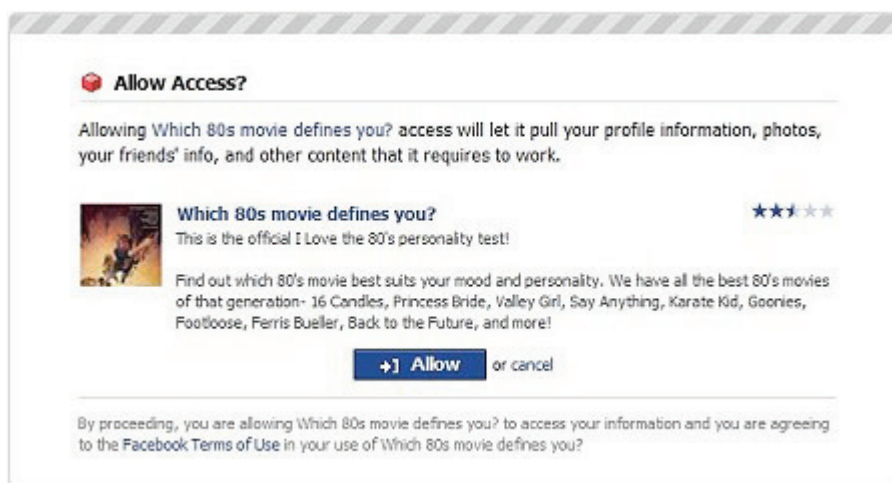 Allow Access?
Allowing Which 80s movie defines you? access will let it pull your profile information, photos,
your friends' info, and other content that it requires to work.
Which 80s movie defines you?
This is the official I Love the 80's personality test!
Find out which 80's movie best suits your mood and personality. We have all the best 80's movies
of that generation- 16 Candles, Princess Bride, Valley Girl, Say Anything, Karate Kid, Goonies,
Footloose, Ferris Bueller, Back to the Future, and more!
Allow or cancel
By proceeding, you are allowing Which 80s movie defines you? to access your information and you are agreeing
to the Facebook Terms of Use in your use of Which 80s movie defines you?